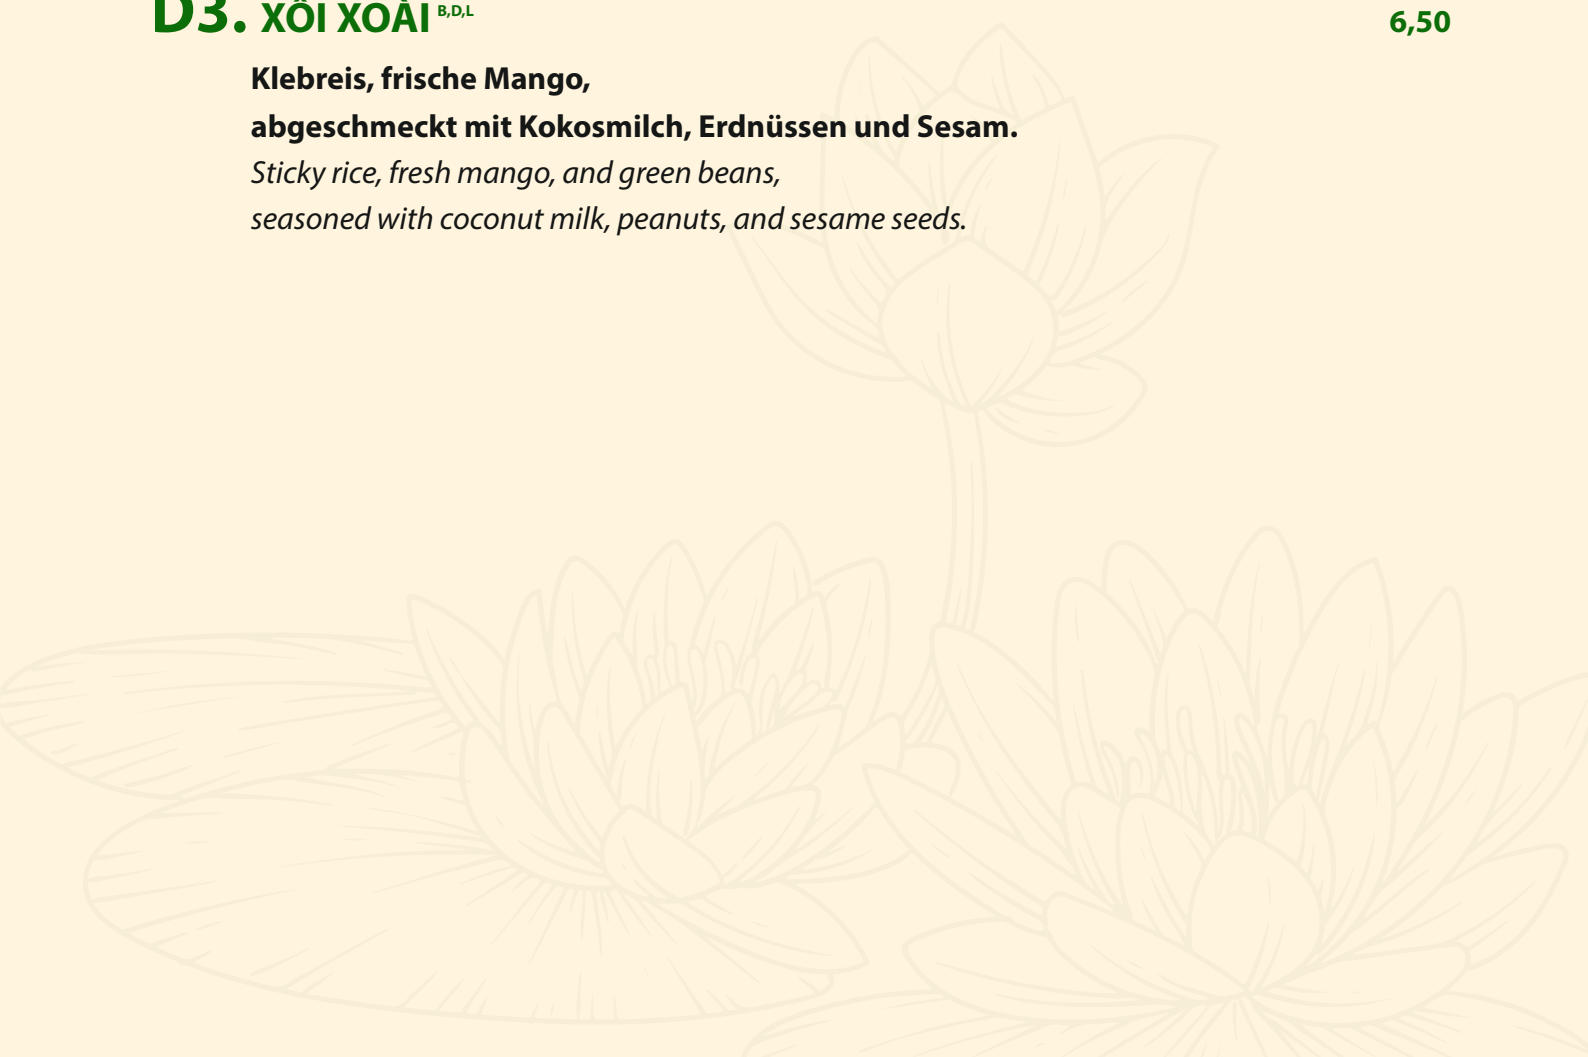 D3. XÔI XOÀI B,D,L 6,50
Klebreis, frische Mango,
abgeschmeckt mit Kokosmilch, Erdnüssen und Sesam.
Sticky rice, fresh mango, and green beans,
seasoned with coconut milk, peanuts, and sesame seeds.